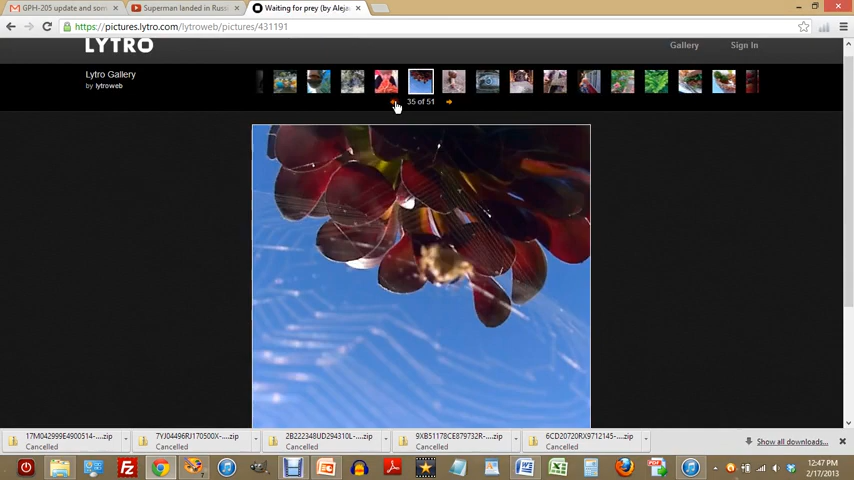 GPH-205 update and som
Superman landed in Russ
Waiting for prey (by Aleja
https://pictures.lytro.com/lytroweb/pictures/431191
LYTRO
Gallery
Sign In
Lytro Gallery
by lytroweb
35 of 51
17M042999E4900514-....zip
Cancelled
7YJ04496RJ170500X-....zip
Cancelled
2B222348UD294310L-....zip
Cancelled
9XB51178CE879732R-....zip
Cancelled
6CD20720RX9712145-....zip
Cancelled
Show all downloads...
12:47 PM
2/17/2013